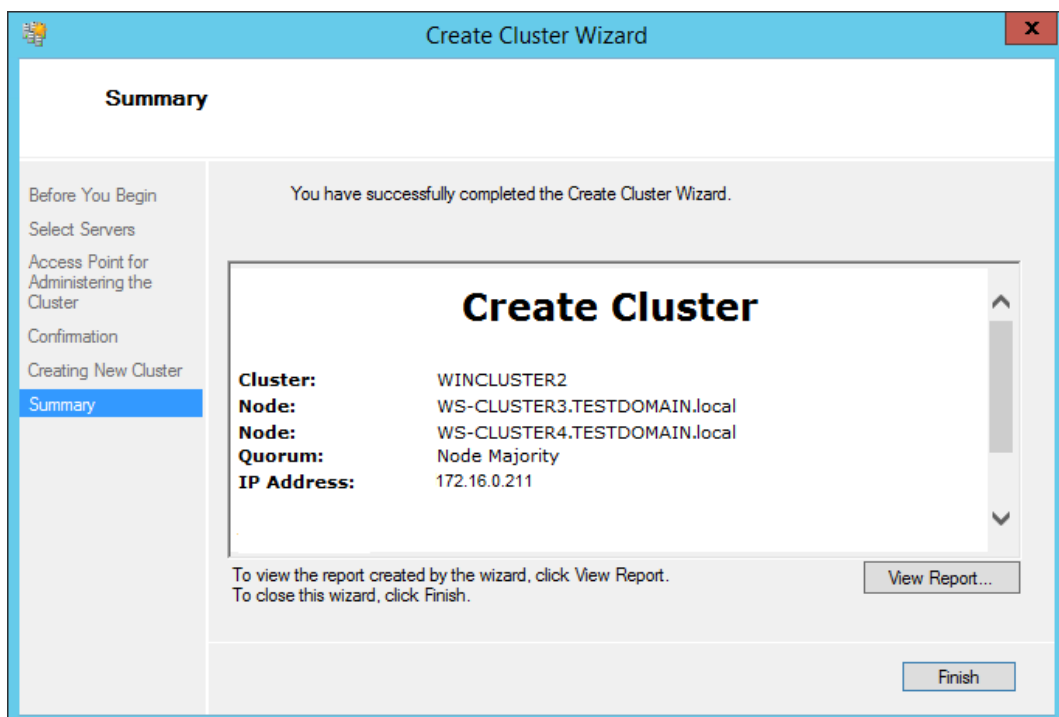 Create Cluster Wizard
x
Summary
Before You Begin
Select Servers
Access Point for
Administering the
Cluster
Confirmation
Creating New Cluster
Summary
You have successfully completed the Create Cluster Wizard.
Create Cluster
Cluster: WINCLUSTER2
Node: WS-CLUSTER3.TESTDOMAIN.local
Node: WS-CLUSTER4.TESTDOMAIN.local
Quorum: Node Majority
IP Address: 172.16.0.211
To view the report created by the wizard, click View Report.
To close this wizard, click Finish.
View Report...
Finish